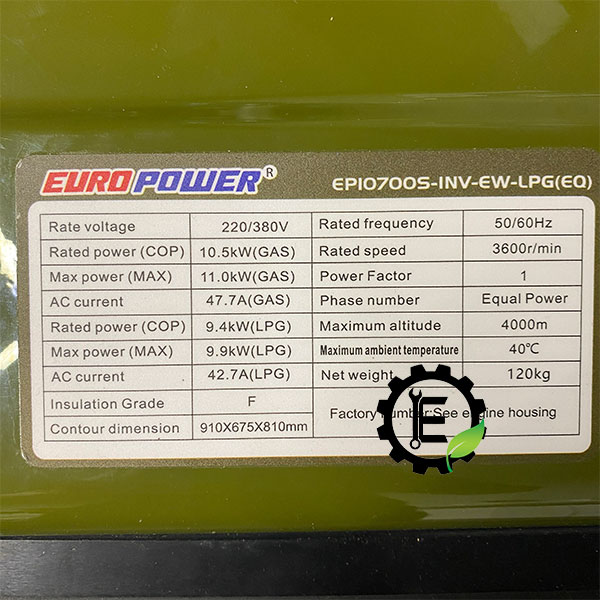 EUROPOWER®
EP10700S-INV-EW-LPG(EQ)
Rate voltage 220/380V Rated frequency 50/60Hz
Rated power (COP) 10.5kW(GAS) Rated speed 3600r/min
Max power (MAX) 11.0kW(GAS) Power Factor 1
AC current 47.7A(GAS) Phase number Equal Power
Rated power (COP) 9.4kW(LPG) Maximum altitude 4000m
Max power (MAX) 9.9kW(LPG) Maximum ambient temperature 40℃
AC current 42.7A(LPG) Net weight 120kg
Insulation Grade F
Factory number:See engine housing
Contour dimension 910X675X810mm
E